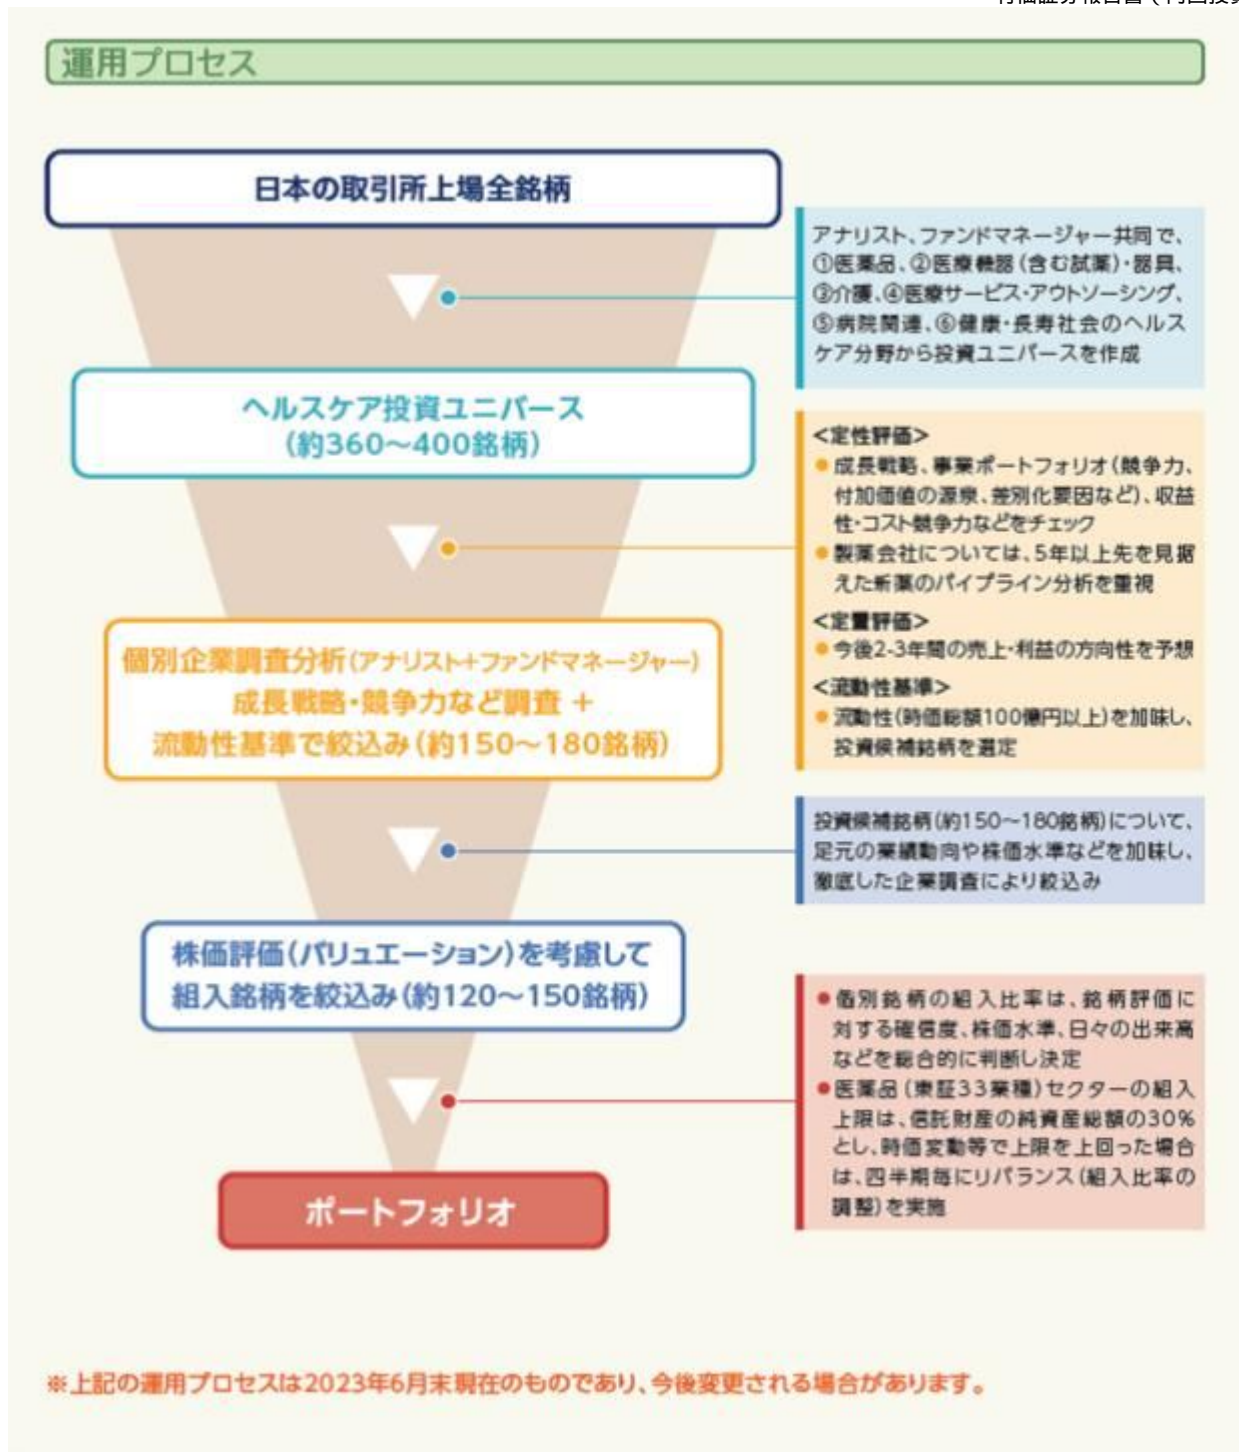 運用プロセス
日本の取引所上場全銘柄
アナリスト、ファンドマネージャー共同で、
①医薬品、②医療機器(含む試薬)・器具、
③介護、④医療サービス・アウトソーシング、
⑤病院関連、⑥健康・長寿社会のヘルス
ケア分野から投資ユニバースを作成
ヘルスケア投資ユニバース
(約360～400銘柄)
<定性評価>
●成長戦略、事業ポートフォリオ(競争力、
付加価値の源泉、差別化要因など)、収益
性・コスト競争力などをチェック
●製薬会社については、5年以上先を見据
えた新薬のパイプライン分析を重視
<定量評価>
●今後2-3年間の売上・利益の方向性を予想
<流動性基準>
●流動性(時価総額100億円以上)を加味し、
投資候補銘柄を選定
個別企業調査分析(アナリスト+ファンドマネージャー)
成長戦略・競争力など調査 +
流動性基準で絞込み(約150～180銘柄)
投資候補銘柄(約150～180銘柄)について、
足元の業績動向や株価水準などを加味し、
徹底した企業調査により絞込み
株価評価(バリュエーション)を考慮して
組入銘柄を絞込み(約120～150銘柄)
●個別銘柄の組入比率は、銘柄評価に
対する確信度、株価水準、日々の出来高
などを総合的に判断し決定
●医薬品(東証33業種)セクターの組入
上限は、信託財産の純資産総額の30%
とし、時価変動等で上限を上回った場合
は、四半期毎にリバランス(組入比率の
調整)を実施
ポートフォリオ
※上記の運用プロセスは2023年6月末現在のものであり、今後変更される場合があります。